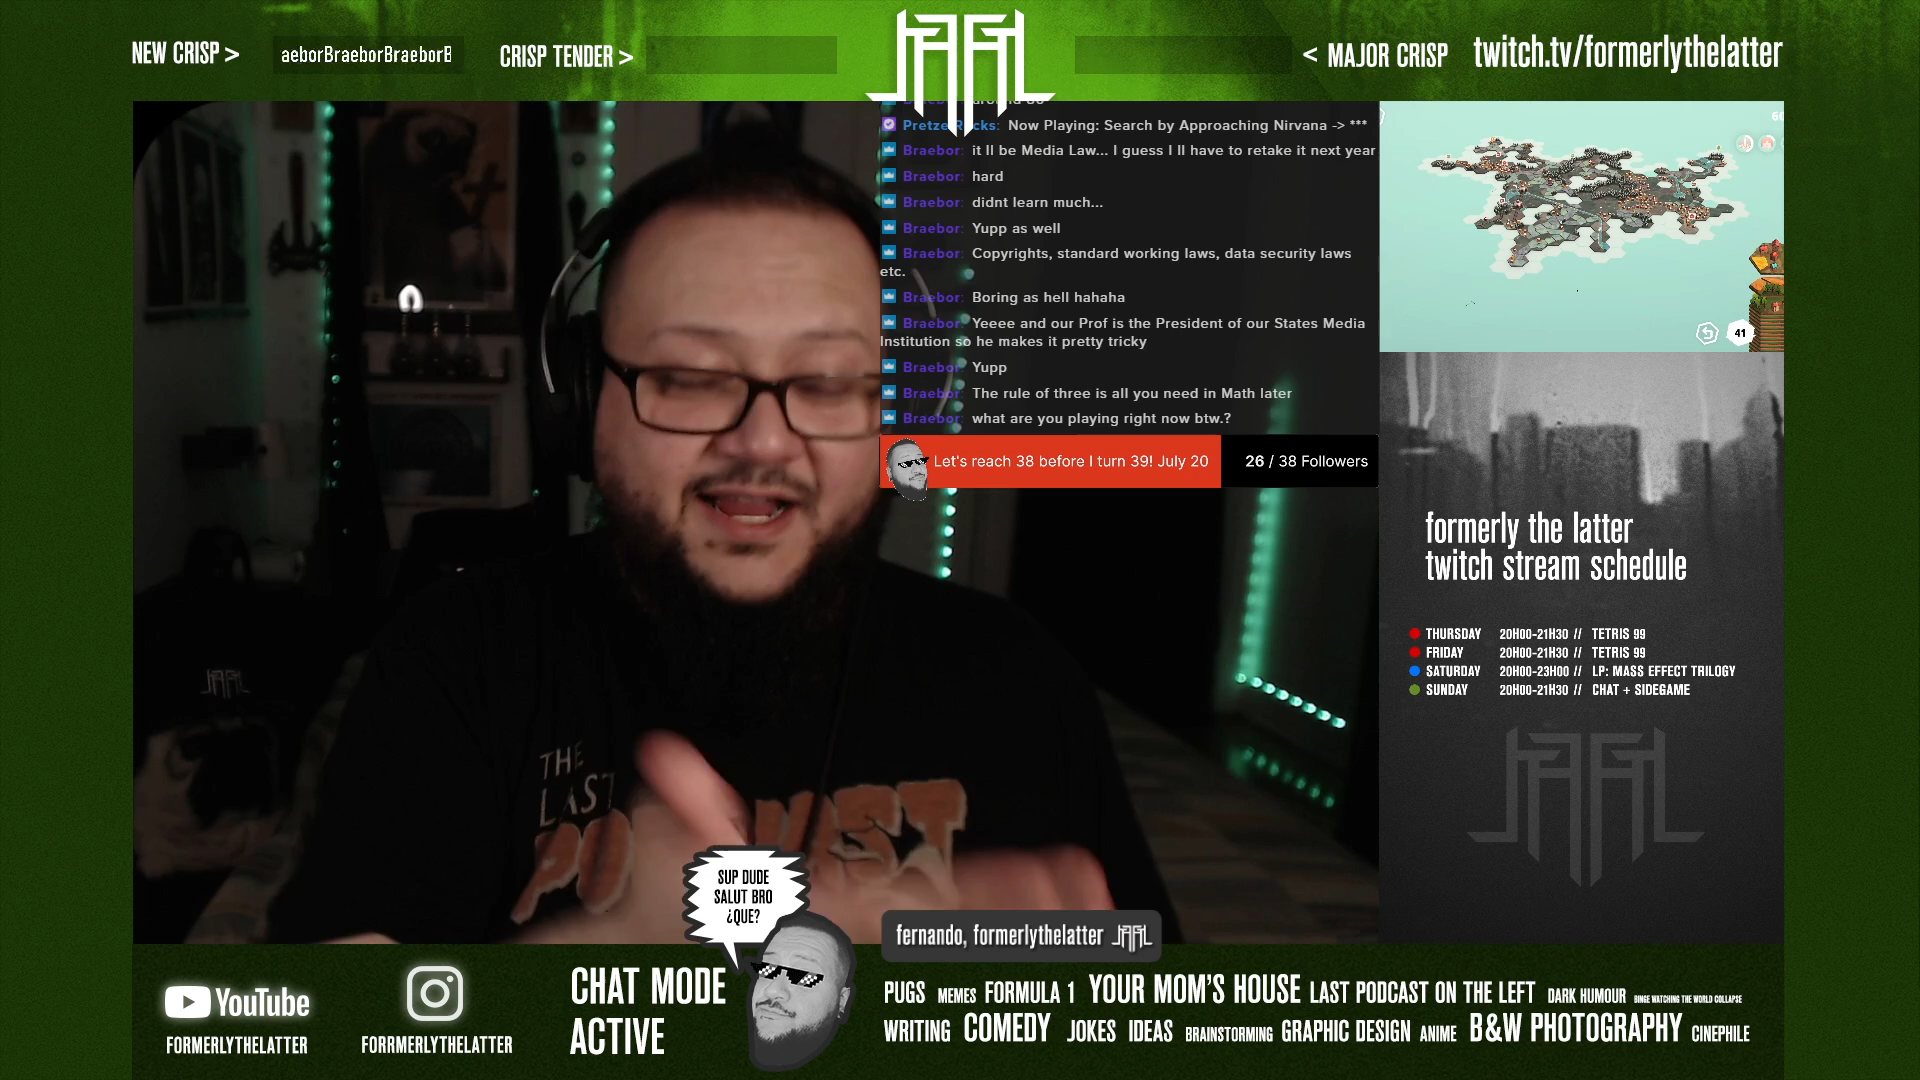 NEW CRISP >
aeborBraeborBraeborB
CRISP TENDER >
< MAJOR CRISP
twitch.tv/formerlythelatter
Now Playing: Search by Approaching Nirvana -> ***
Braebor: it ll be Media Law... I guess I ll have to retake it next year
Braebor: hard
Braebor: didnt learn much...
Braebor: Yupp as well
Braebor: Copyrights, standard working laws, data security laws
etc.
Braebor: Boring as hell hahaha
Braebor: Yeeee and our Prof is the President of our States Media
Institution so he makes it pretty tricky
Braebor: Yupp
Braebor: The rule of three is all you need in Math later
Braebor: what are you playing right now btw.?
Let's reach 38 before I turn 39! July 20
26 / 38 Followers
41
formerly the latter
twitch stream schedule
THURSDAY 20H00-21H30 // TETRIS 99
FRIDAY 20H00-21H30 // TETRIS 99
SATURDAY 20H00-23H00 // LP: MASS EFFECT TRILOGY
SUNDAY 20H00-21H30 // CHAT + SIDEGAME
THE
LAST
SUP DUDE
SALUT BRO
¿QUE?
fernando, formerlythelatter
YouTube
FORMERLYTHELATTER
FORRMERLYTHELATTER
CHAT MODE
ACTIVE
PUGS MEMES FORMULA 1 YOUR MOM'S HOUSE LAST PODCAST ON THE LEFT DARK HUMOUR BINGE WATCHING THE WORLD COLLAPSE
WRITING COMEDY JOKES IDEAS BRAINSTORMING GRAPHIC DESIGN ANIME B&W PHOTOGRAPHY CINEPHILE